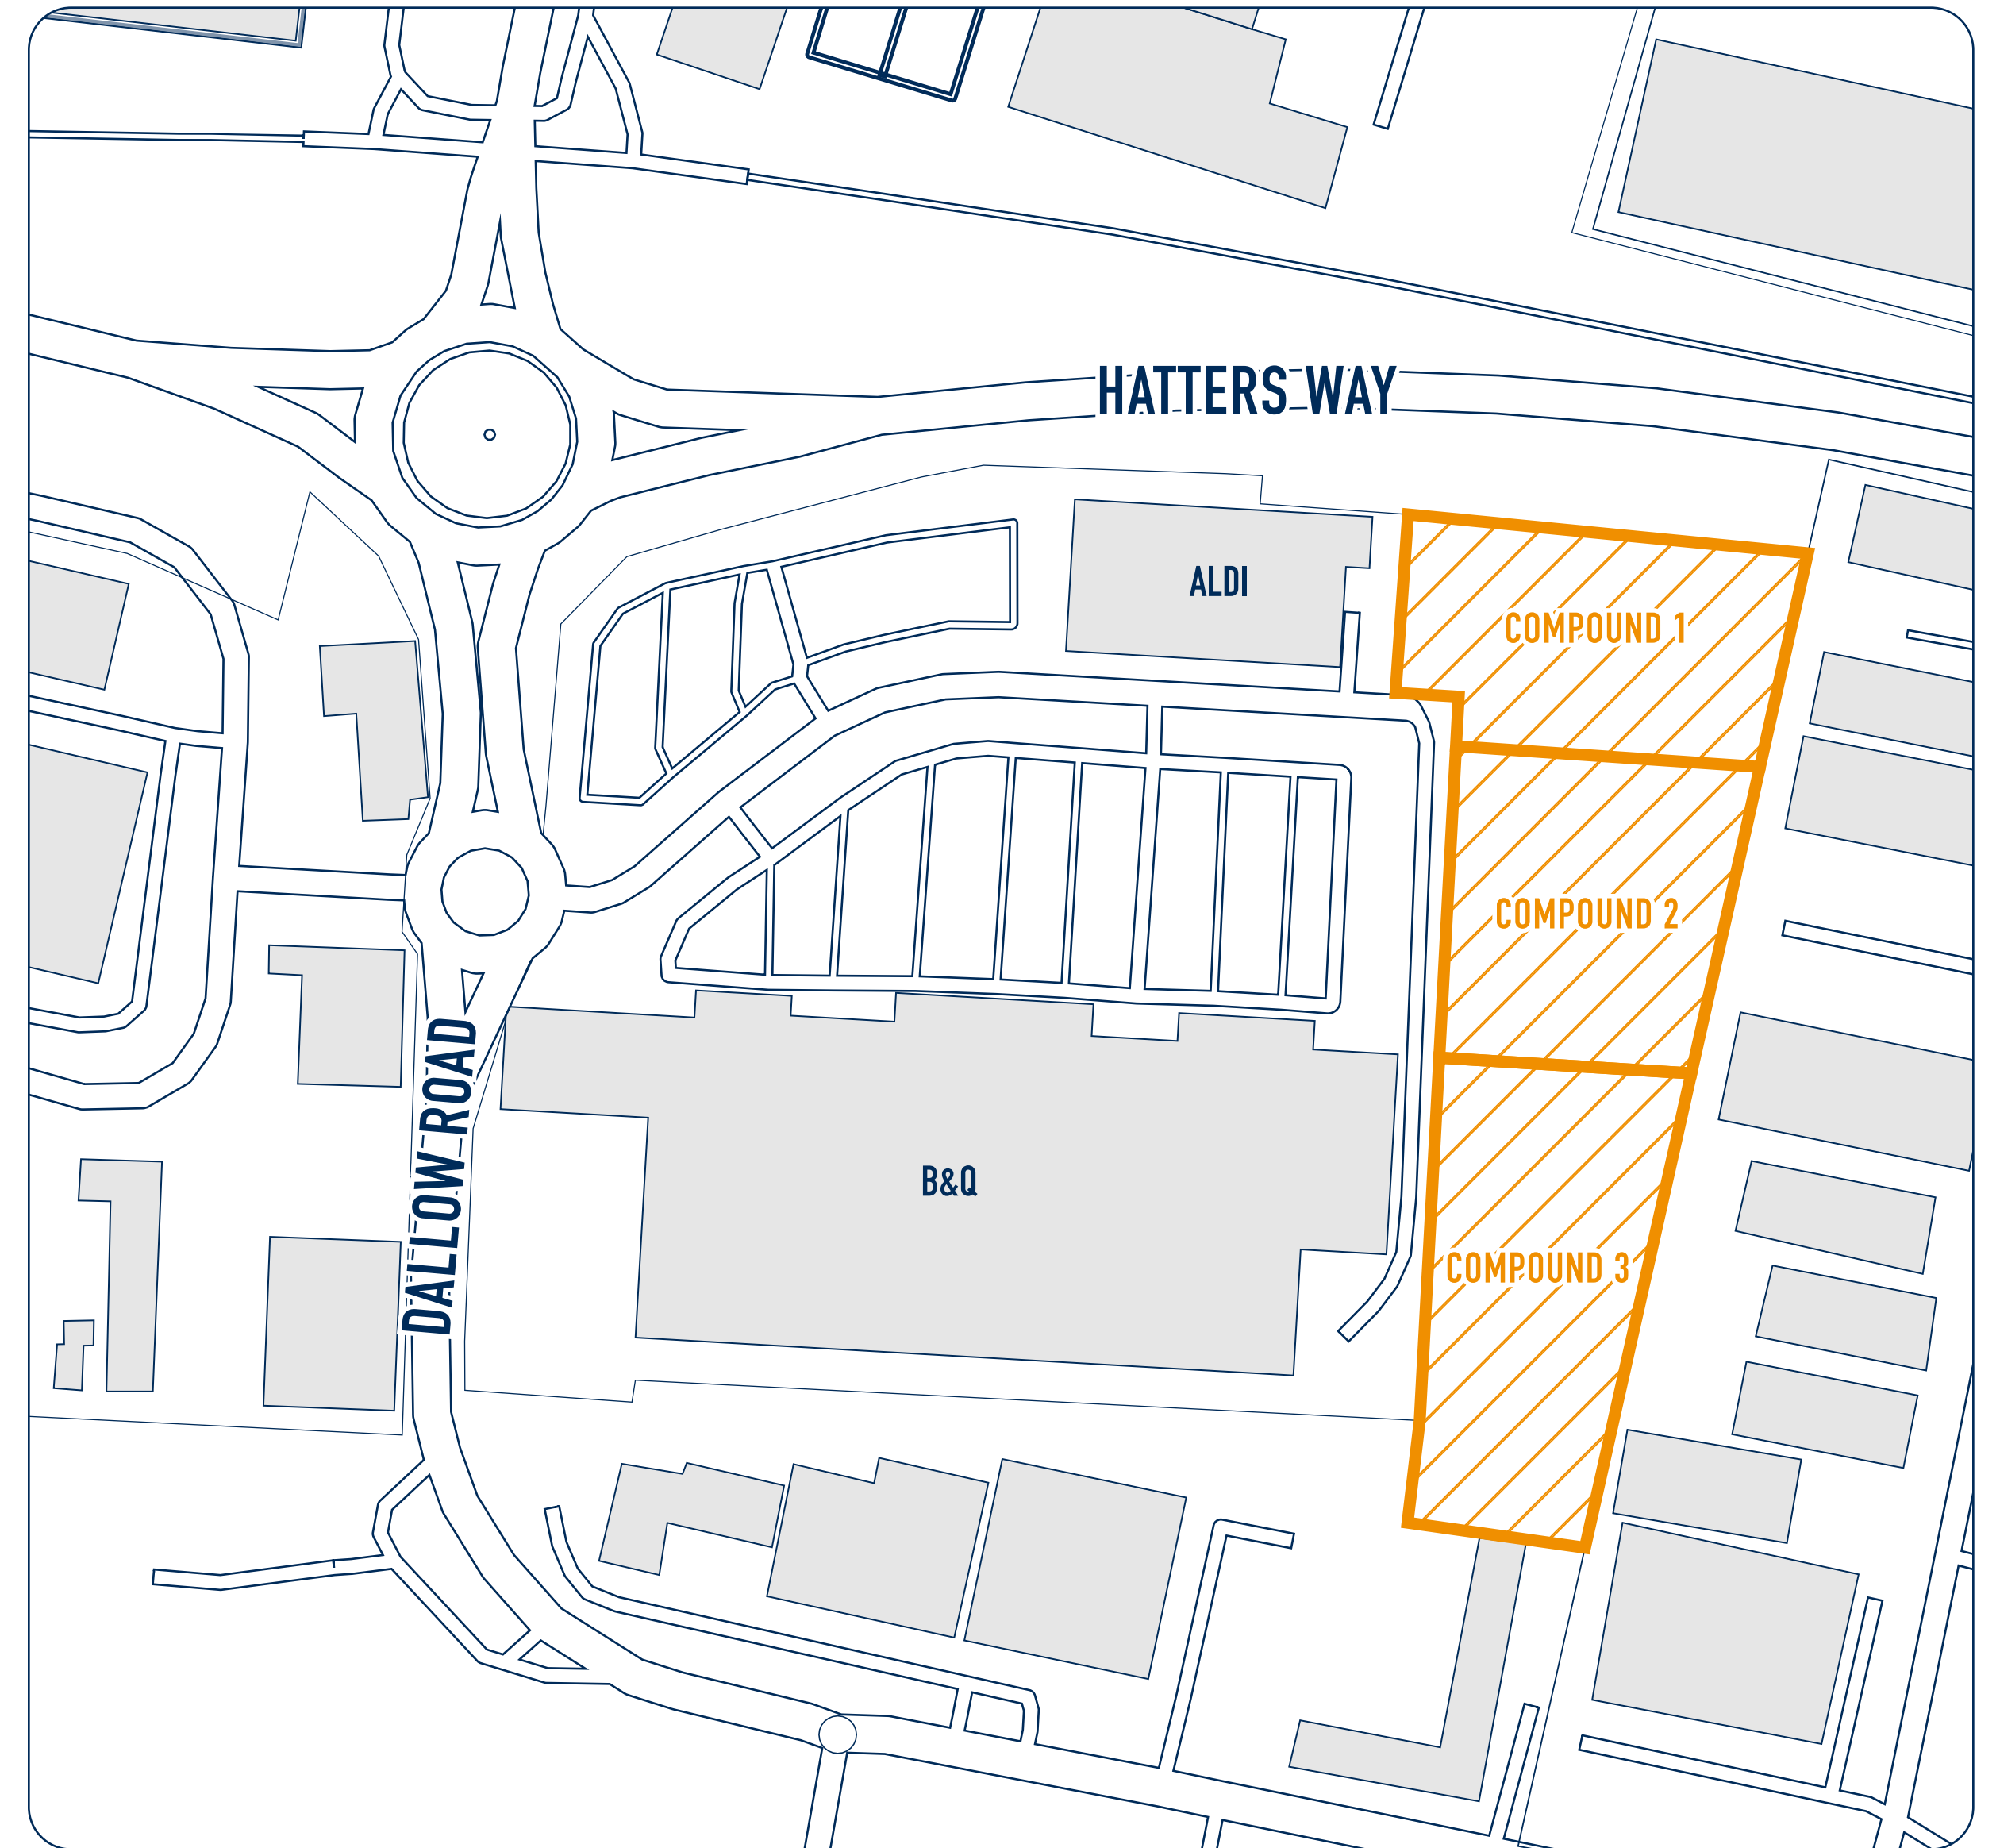 HATTERS WAY
ALDI
COMPOUND 1
COMPOUND 2
DALLOW ROAD
B&Q
COMPOUND 3